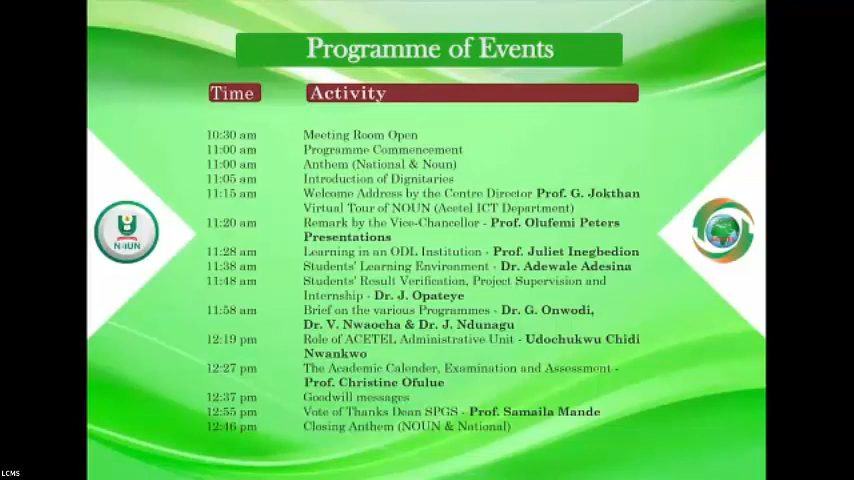 Programme of Events
Time Activity
10:30 am Meeting Room Open
11:00 am Programme Commencement
11:00 am Anthem (National & Noun)
11:05 am Introduction of Dignitaries
11:15 am Welcome Address by the Centre Director Prof. G. Jokthan
Virtual Tour of NOUN (Acetel ICT Department)
11:20 am Remark by the Vice-Chancellor - Prof. Olufemi Peters
Presentations
11:28 am Learning in an ODL Institution - Prof. Juliet Inegbedion
11:38 am Students' Learning Environment - Dr. Adewale Adesina
11:48 am Students' Result Verification, Project Supervision and
Internship - Dr. J. Opateye
11:58 am Brief on the various Programmes - Dr. G. Onwodi,
Dr. V. Nwaocha & Dr. J. Ndunagu
12:19 pm Role of ACETEL Administrative Unit - Udochukwu Chidi
Nwankwo
12:27 pm The Academic Calender, Examination and Assessment -
Prof. Christine Ofulue
12:37 pm Goodwill messages
12:55 pm Vote of Thanks Dean SPGS - Prof. Samaila Mande
12:46 pm Closing Anthem (NOUN & National)
NOUN
LCMS